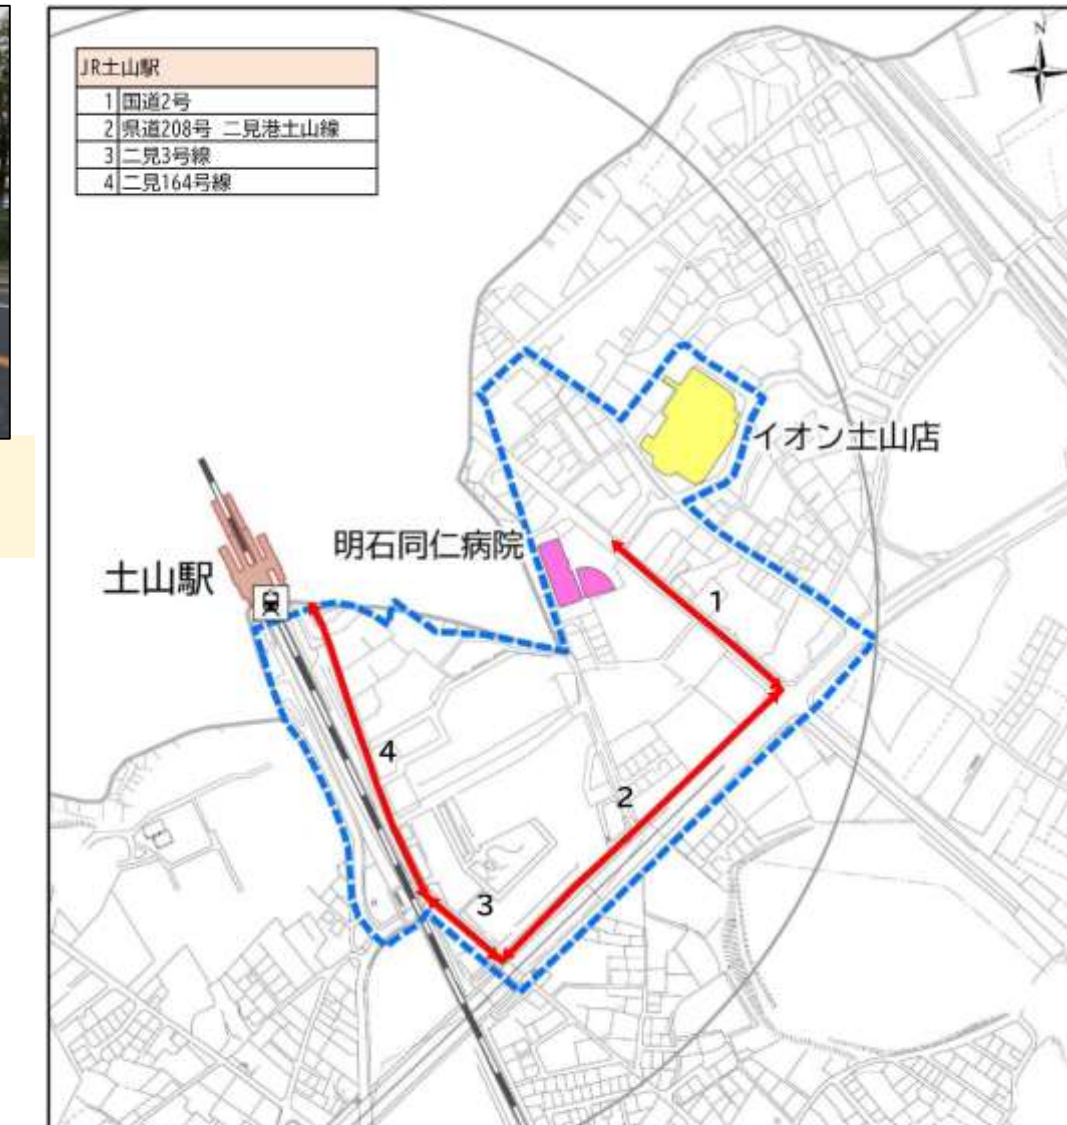 JR土山駅
1 国道2号
2 県道208号 二見港土山線
3 二見3号線
4 二見164号線
N
イオン土山店
明石同仁病院
土山駅
1
4
2
3